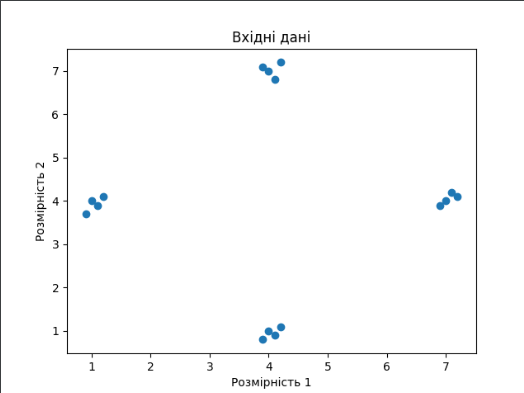 Вхідні дані
7
6
5
4
3
2
1
Розмірність 2
1 2 3 4 5 6 7
Розмірність 1